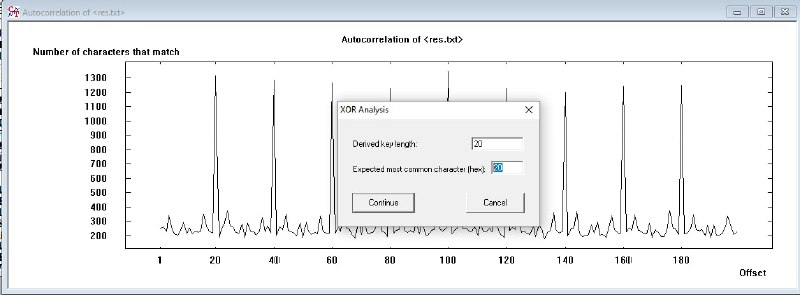 Autocorrelation of <res.txt>
Autocorrelation of <res.txt>
Number of characters that match
1300
1200
1100
1000
900
800
700
600
500
400
300
200
XOR Analysis
Derived key length: 20
Expected most common character (hex): 20
Continue Cancel
1 20 40 60 80 100 120 140 160 180
Offset